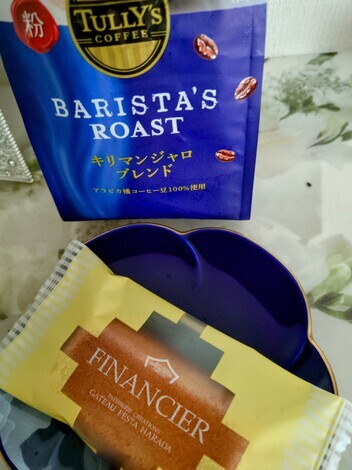 粉
TULLY'S
COFFEE
BARISTA'S
ROAST
キリマンジャロ
ブレンド
アラビカ種コーヒー豆100%使用
FINANCIER
GATEAU FESTA HARADA